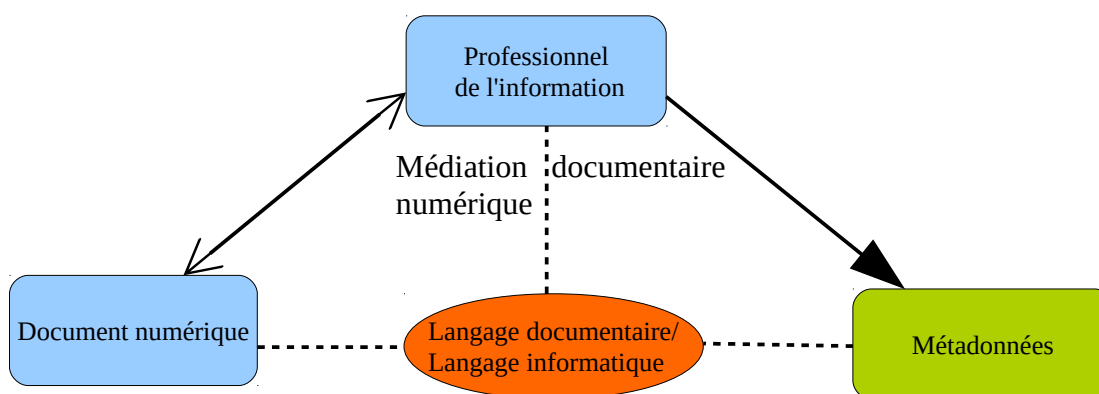 Professionnel
de l'information
Médiation documentaire
numérique
Document numérique
Langage documentaire/
Langage informatique
Métadonnées